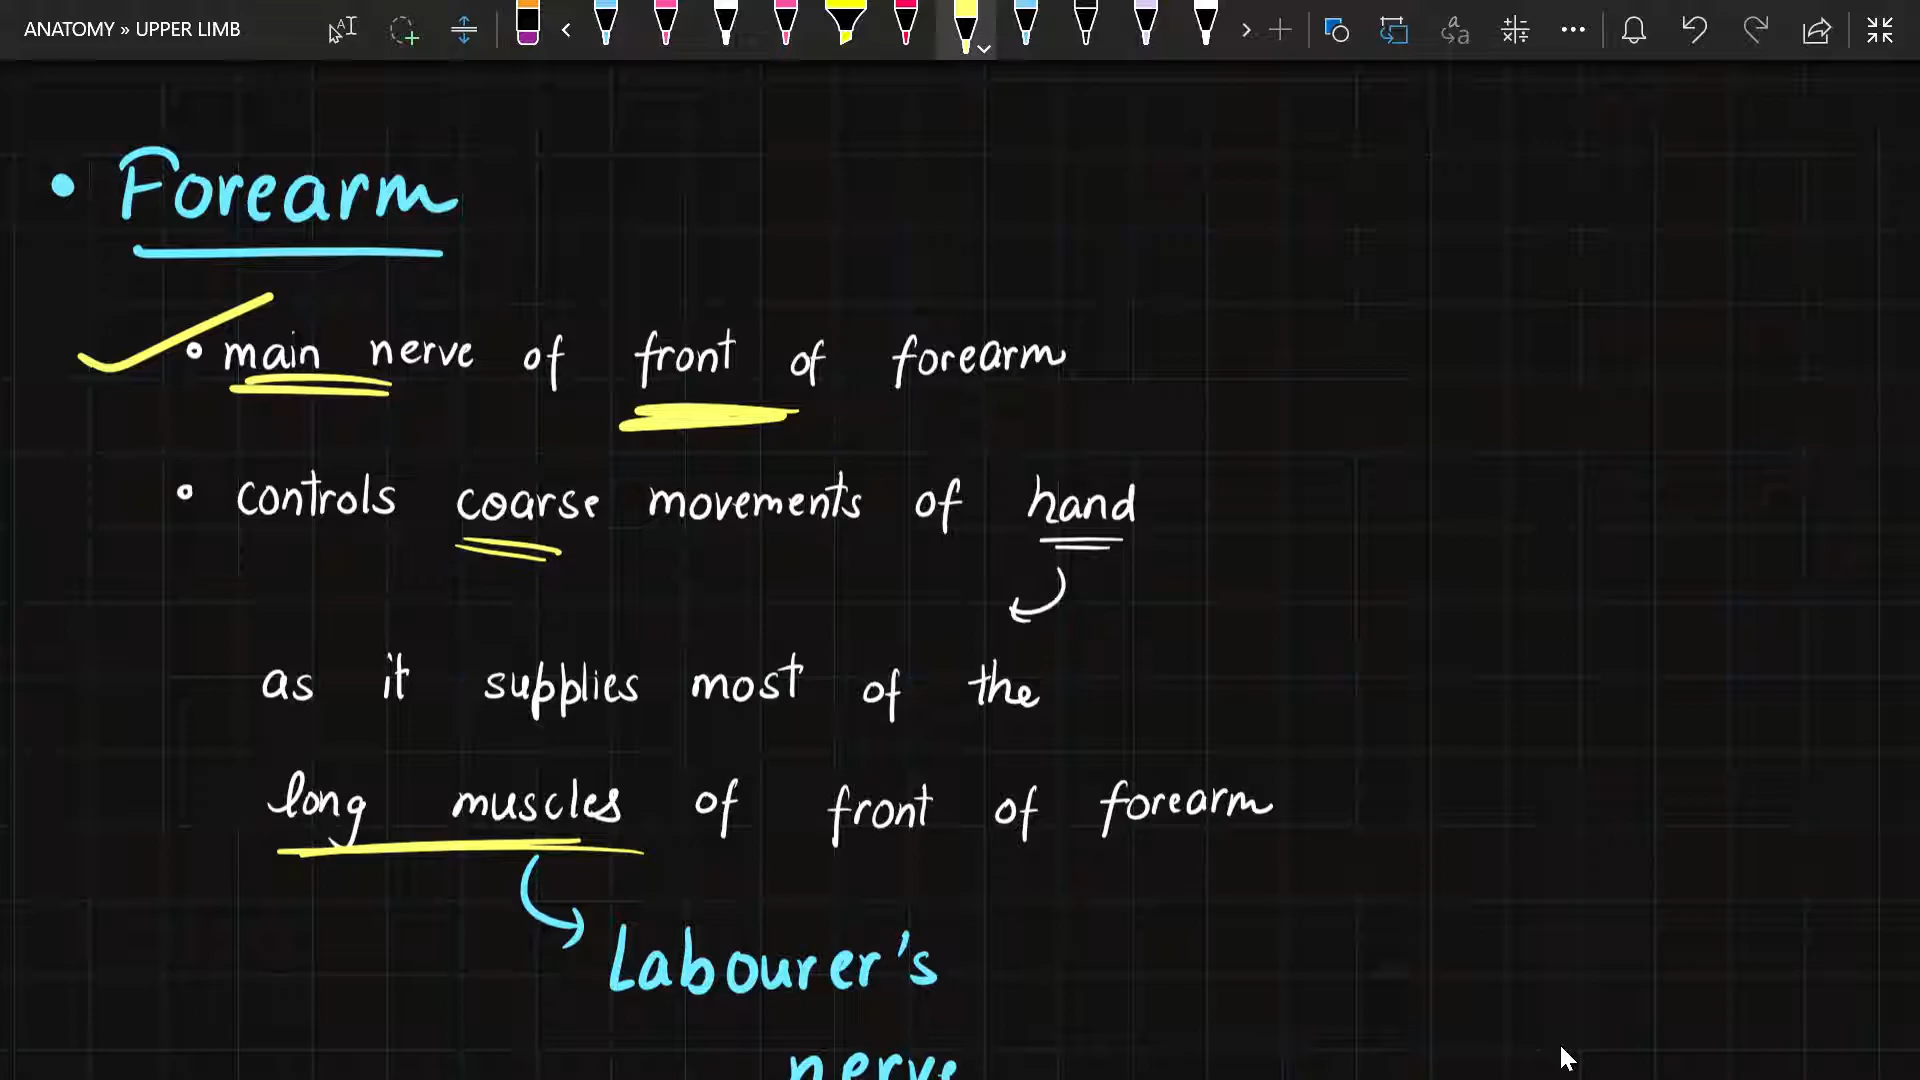 ANATOMY » UPPER LIMB
• Forearm
◦ main nerve of front of forearm
◦ controls coarse movements of hand
as it supplies most of the
long muscles of front of forearm
Labourer's
nerve